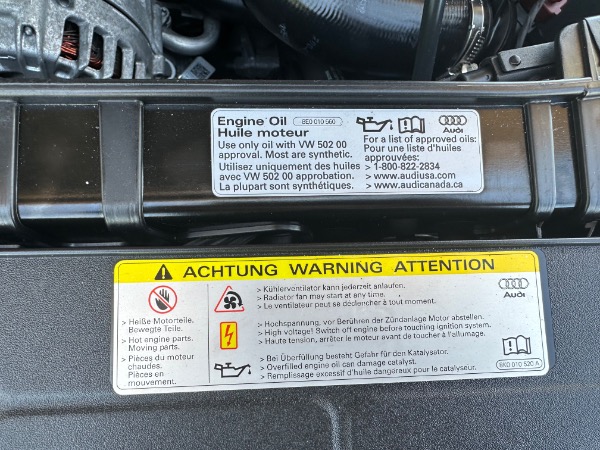 Engine Oil 8E0 010 560
Huile moteur
Use only oil with VW 502 00
approval. Most are synthetic.
Utilisez uniquement des huiles
avec VW 502 00 approbation.
La plupart sont synthétiques.
Audi
For a list of approved oils:
Pour une liste d'huiles
approuvées:
> 1-800-822-2834
> www.audiusa.com
> www.audicanada.ca
ACHTUNG WARNING ATTENTION
> Heiße Motorteile.
Bewegte Teile.
> Hot engine parts.
Moving parts.
> Pièces du moteur
chaudes.
Pièces en
mouvement.
> Kühlerventilator kann jederzeit anlaufen.
> Radiator fan may start at any time.
> Le ventilateur peut se déclencher à tout moment.
> Hochspannung, vor Berühren der Zündanlage Motor abstellen.
> High voltage! Switch off engine before touching ignition system.
> Haute tension, arrêter le moteur avant de toucher à l'allumage.
> Bei Überfüllung besteht Gefahr für den Katalysator.
> Overfilled engine oil can damage catalyst.
> Remplissage excessif d'huile dangereux pour le catalyseur.
Audi
8K0 010 520 A